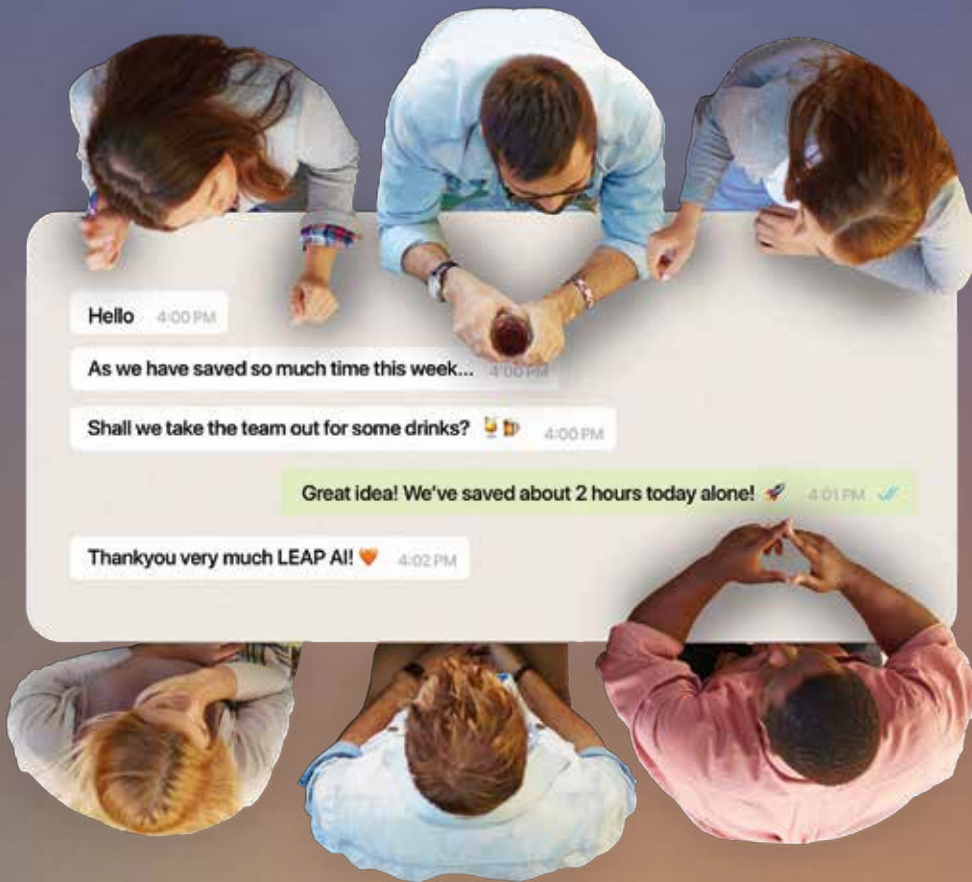 Hello 4:00 PM
As we have saved so much time this week... 4:00 PM
Shall we take the team out for some drinks? 🍹🍺 4:00 PM
Great idea! We've saved about 2 hours today alone! 🚀 4:01 PM
Thankyou very much LEAP AI! 🧡 4:02 PM